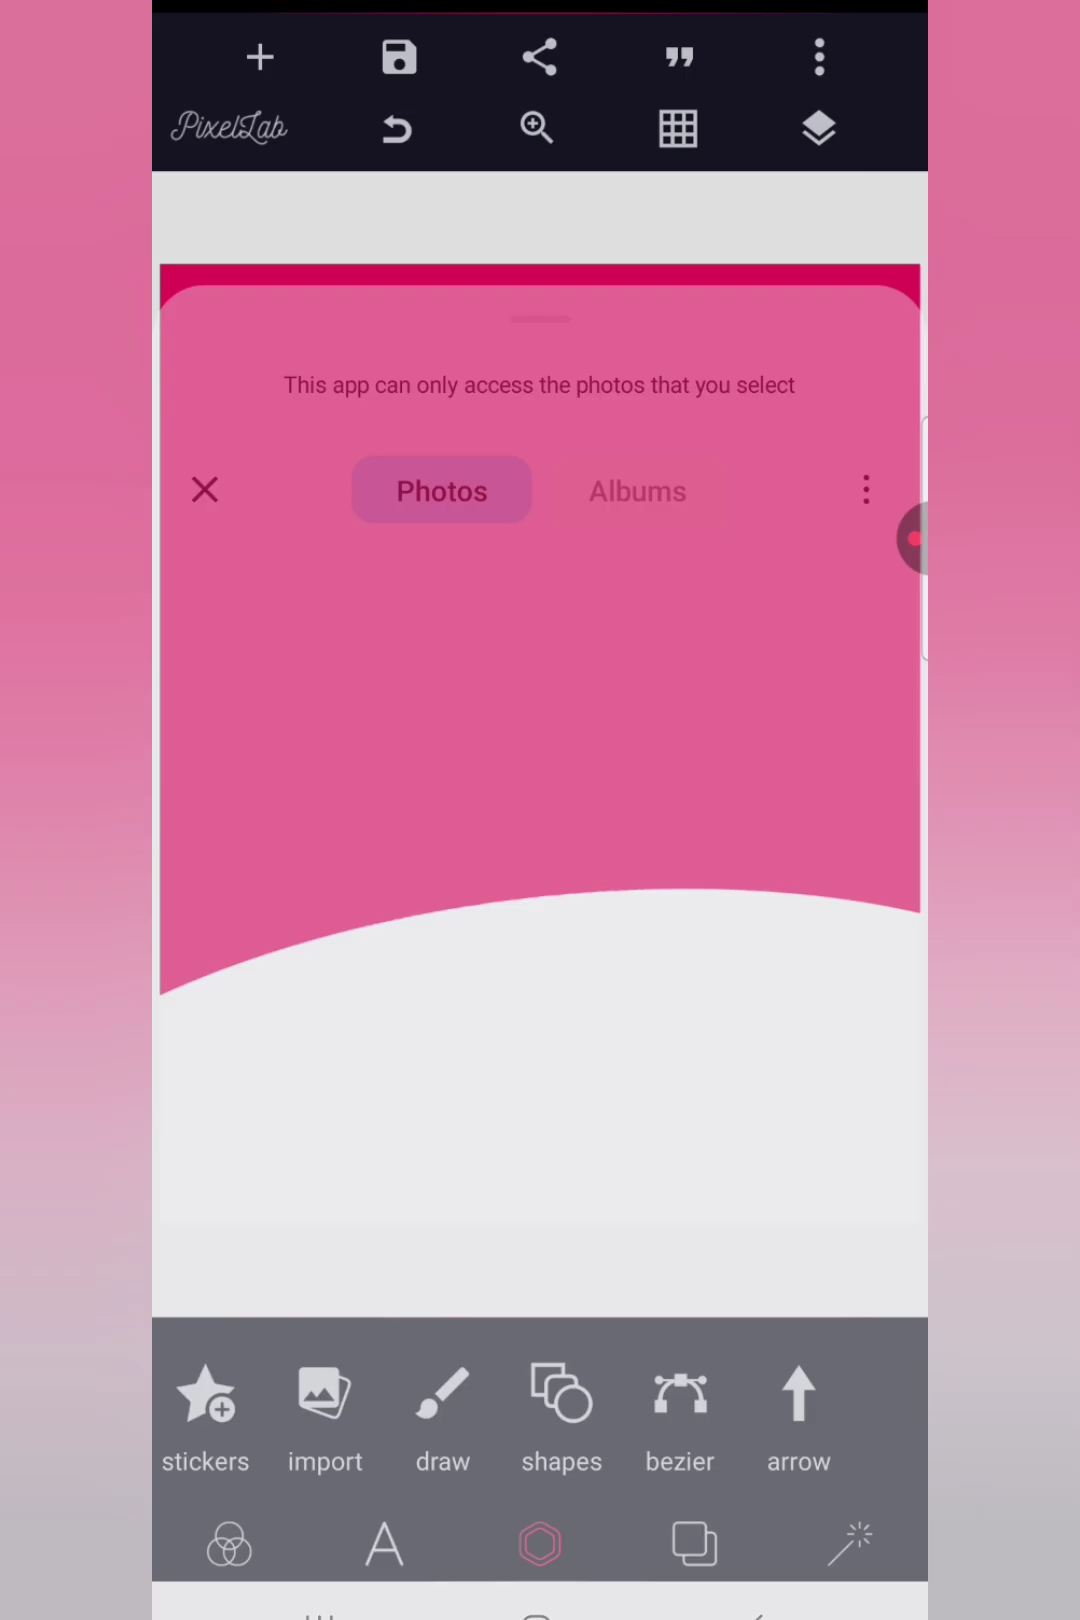 PixelLab
This app can only access the photos that you select
Photos
Albums
stickers
import
draw
shapes
bezier
arrow